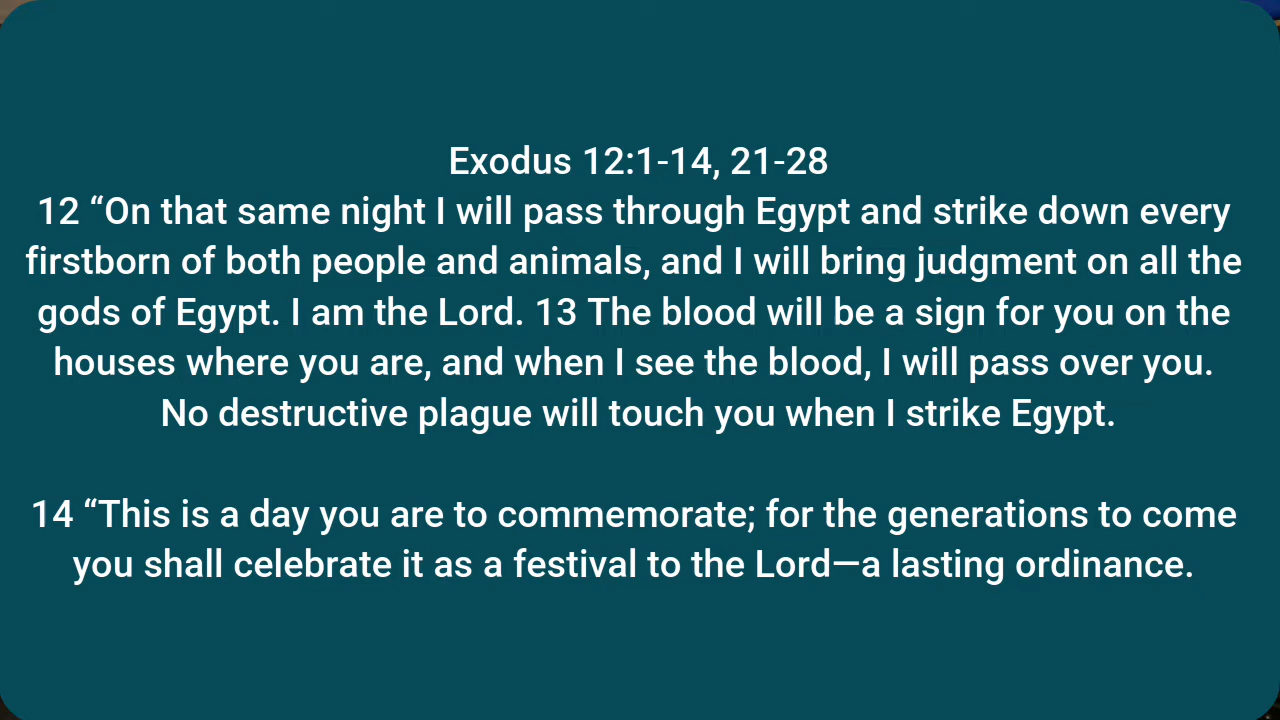 Exodus 12:1-14, 21-28
12 “On that same night I will pass through Egypt and strike down every
firstborn of both people and animals, and I will bring judgment on all the
gods of Egypt. I am the Lord. 13 The blood will be a sign for you on the
houses where you are, and when I see the blood, I will pass over you.
No destructive plague will touch you when I strike Egypt.
14 “This is a day you are to commemorate; for the generations to come
you shall celebrate it as a festival to the Lord—a lasting ordinance.